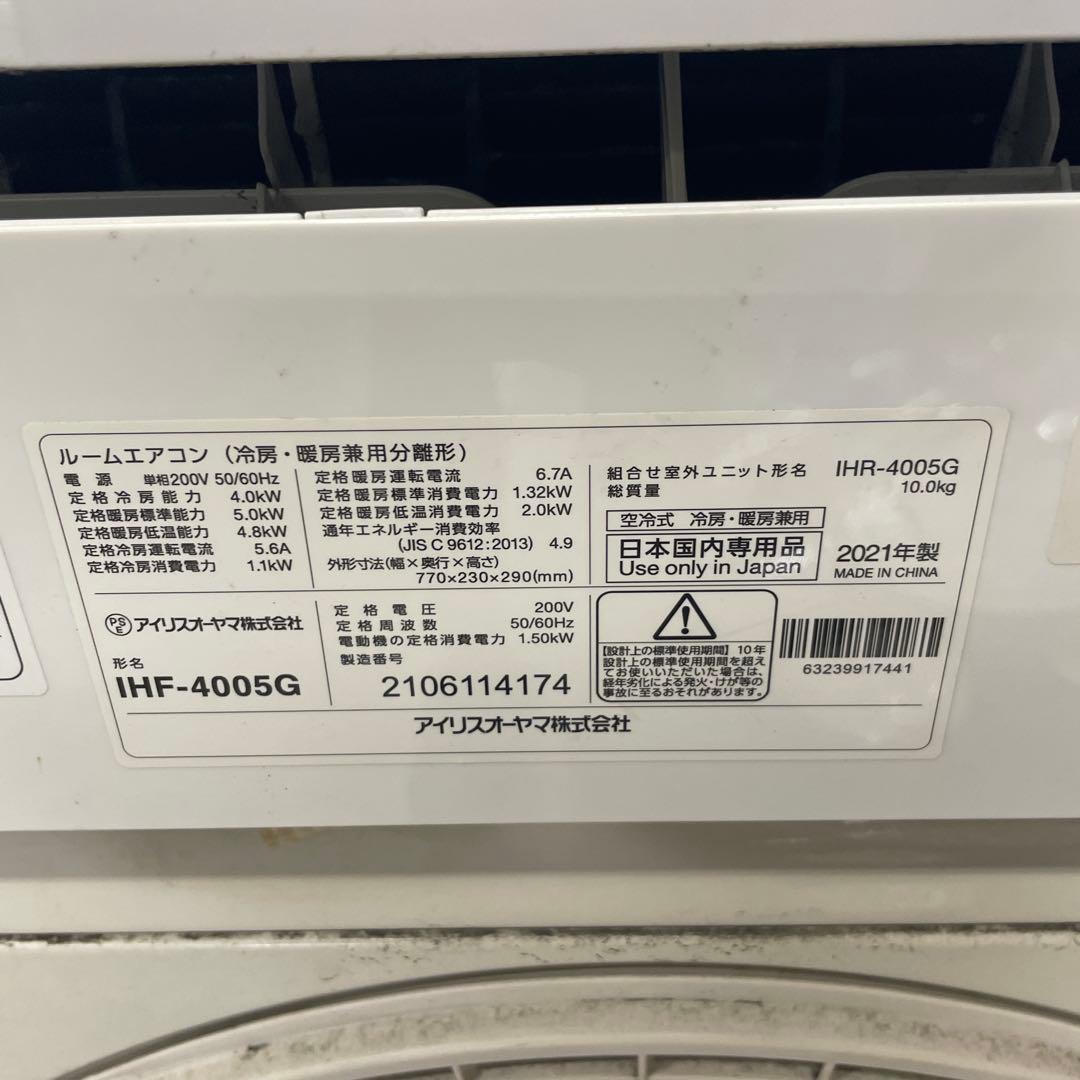 ルームエアコン（冷房・暖房兼用分離形）
電源 単相200V 50/60Hz
定格冷房能力 4.0kW
定格暖房標準能力 5.0kW
定格暖房低温能力 4.8kW
定格冷房運転電流 5.6A
定格冷房消費電力 1.1kW
定格暖房運転電流 6.7A
定格暖房標準消費電力 1.32kW
定格暖房低温消費電力 2.0kW
通年エネルギー消費効率
(JIS C 9612:2013) 4.9
外形寸法(幅×奥行×高さ)
770×230×290(mm)
組合せ室外ユニット形名 IHR-4005G
総質量 10.0kg
空冷式 冷房・暖房兼用
日本国内専用品
Use only in Japan
2021年製
MADE IN CHINA
PSE アイリスオーヤマ株式会社
形名
IHF-4005G
定格電圧 200V
定格周波数 50/60Hz
電動機の定格消費電力 1.50kW
製造番号
2106114174
【設計上の標準使用期間】10年
設計上の標準使用期間を超え
てお使いいただいた場合は、
経年劣化による発火・けが等の
事故に至るおそれがあります。
63239917441
アイリスオーヤマ株式会社